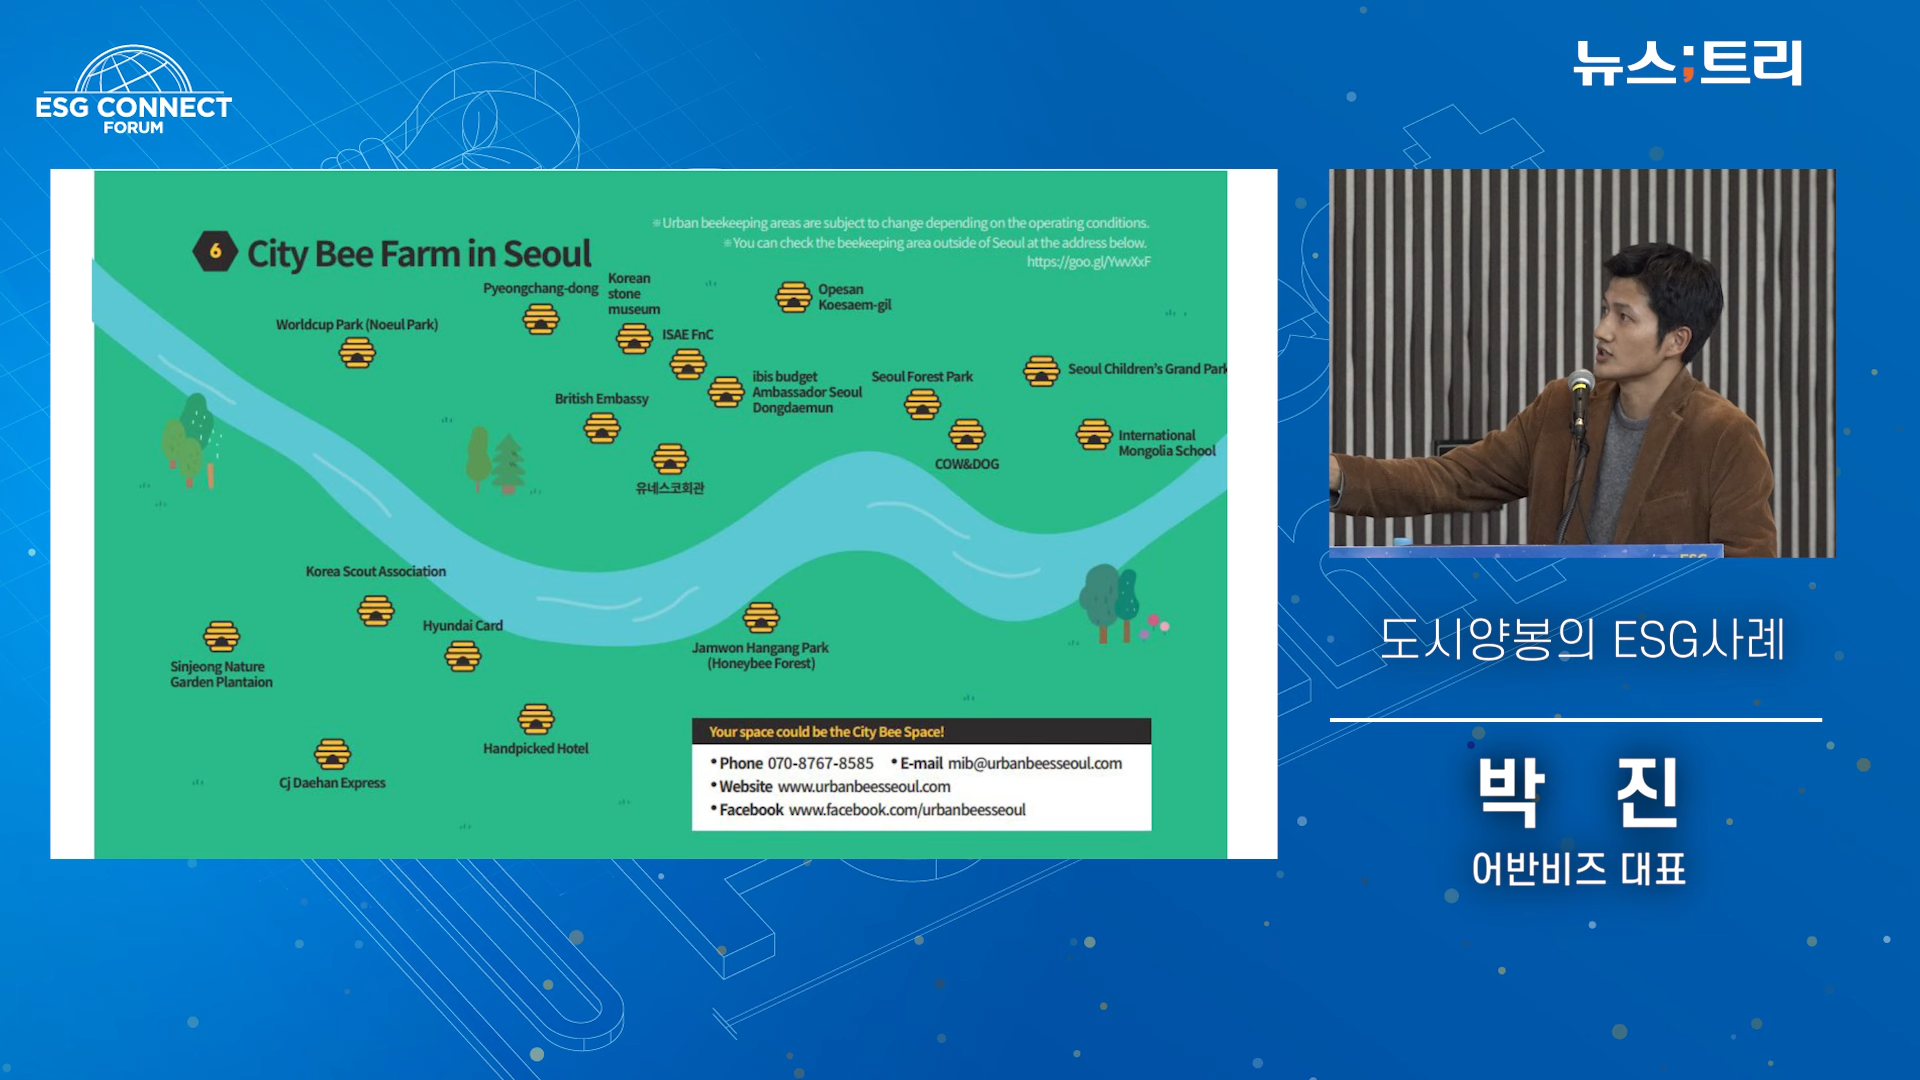 ESG CONNECT
FORUM
뉴스;트리
6 City Bee Farm in Seoul
※Urban beekeeping areas are subject to change depending on the operating conditions.
※You can check the beekeeping area outside of Seoul at the address below.
https://goo.gl/YwvXxF
Pyeongchang-dong
Korean
stone
museum
Opesan
Koesaem-gil
Worldcup Park (Noeul Park)
ISAE FnC
ibis budget
Ambassador Seoul
Dongdaemun
Seoul Forest Park
Seoul Children's Grand Park
British Embassy
International
Mongolia School
COW&DOG
유네스코회관
Korea Scout Association
Hyundai Card
Jamwon Hangang Park
(Honeybee Forest)
Sinjeong Nature
Garden Plantaion
Handpicked Hotel
Cj Daehan Express
Your space could be the City Bee Space!
• Phone 070-8767-8585 • E-mail mib@urbanbeesseoul.com
• Website www.urbanbeesseoul.com
• Facebook www.facebook.com/urbanbeesseoul
ESG
도시양봉의 ESG사례
박 진
어반비즈 대표